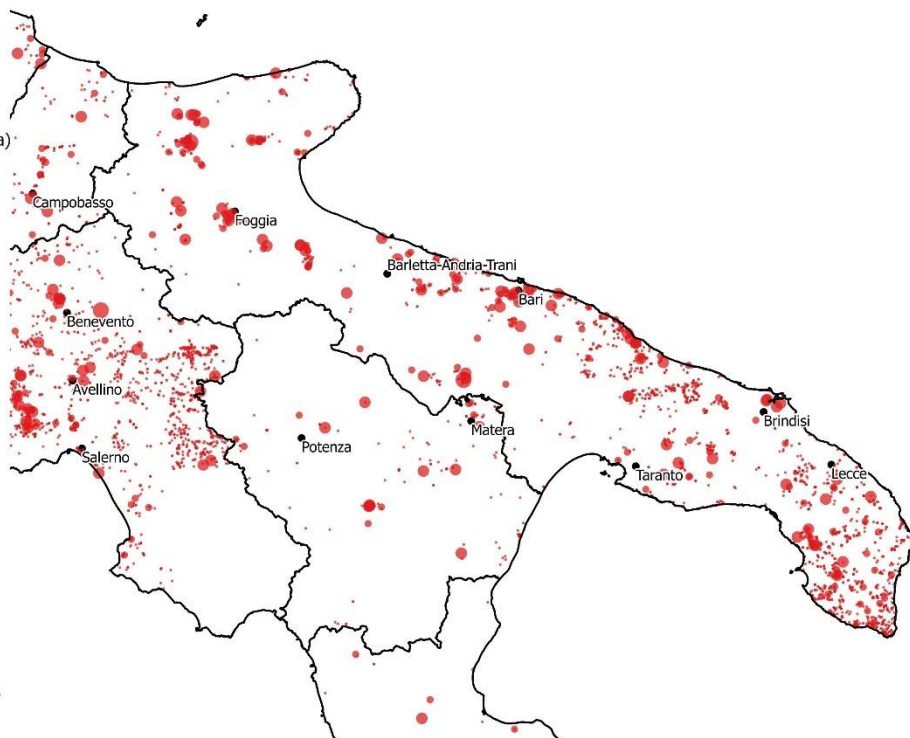 a)
Campobasso
Foggia
Barletta-Andria-Trani
Bari
Benevento
Avellino
Matera
Brindisi
Potenza
Salerno
Taranto
Lecce